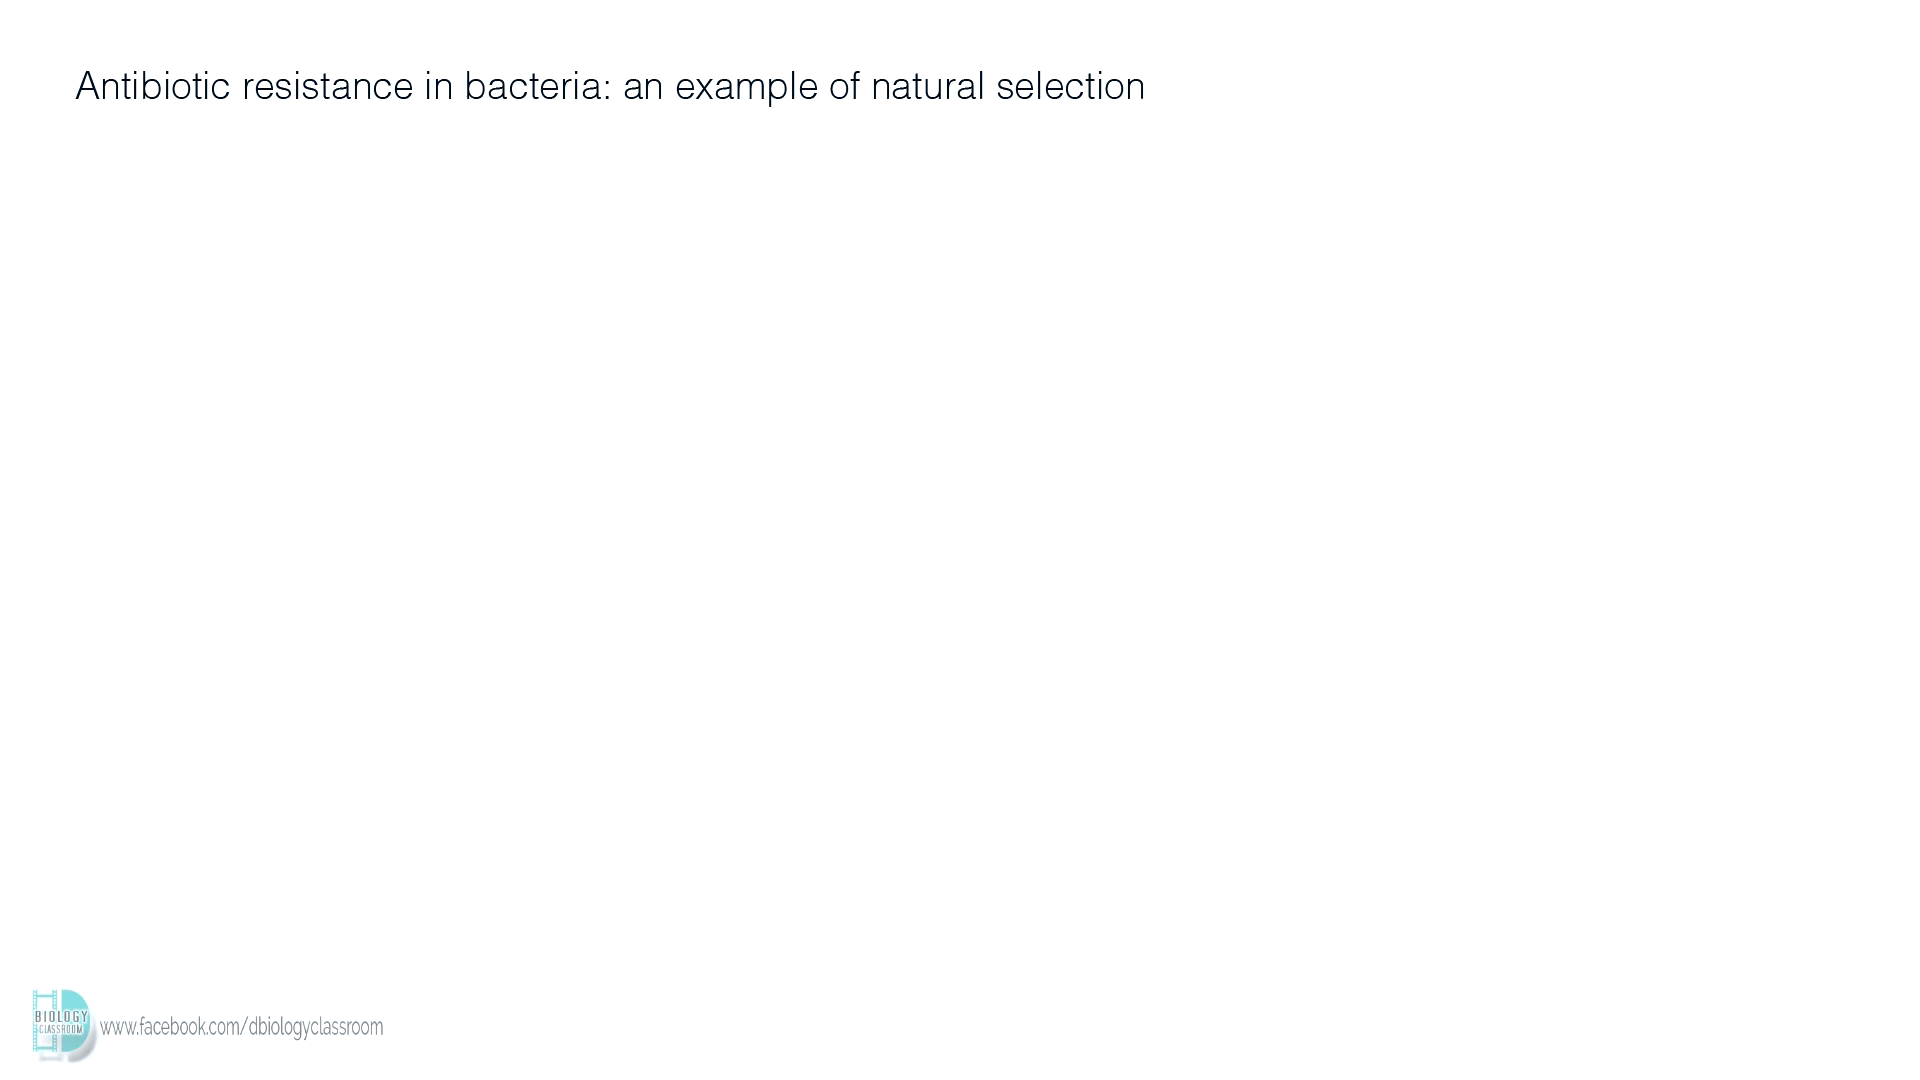 Antibiotic resistance in bacteria: an example of natural selection
BIOLOGY
CLASSROOM
www.facebook.com/dbiologyclassroom